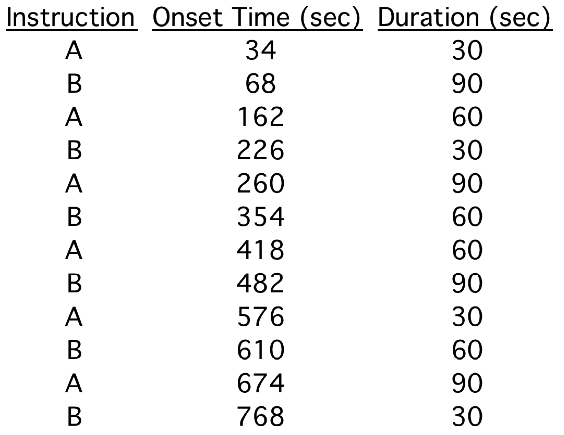 Instruction Onset Time (sec) Duration (sec)
A 34 30
B 68 90
A 162 60
B 226 30
A 260 90
B 354 60
A 418 60
B 482 90
A 576 30
B 610 60
A 674 90
B 768 30